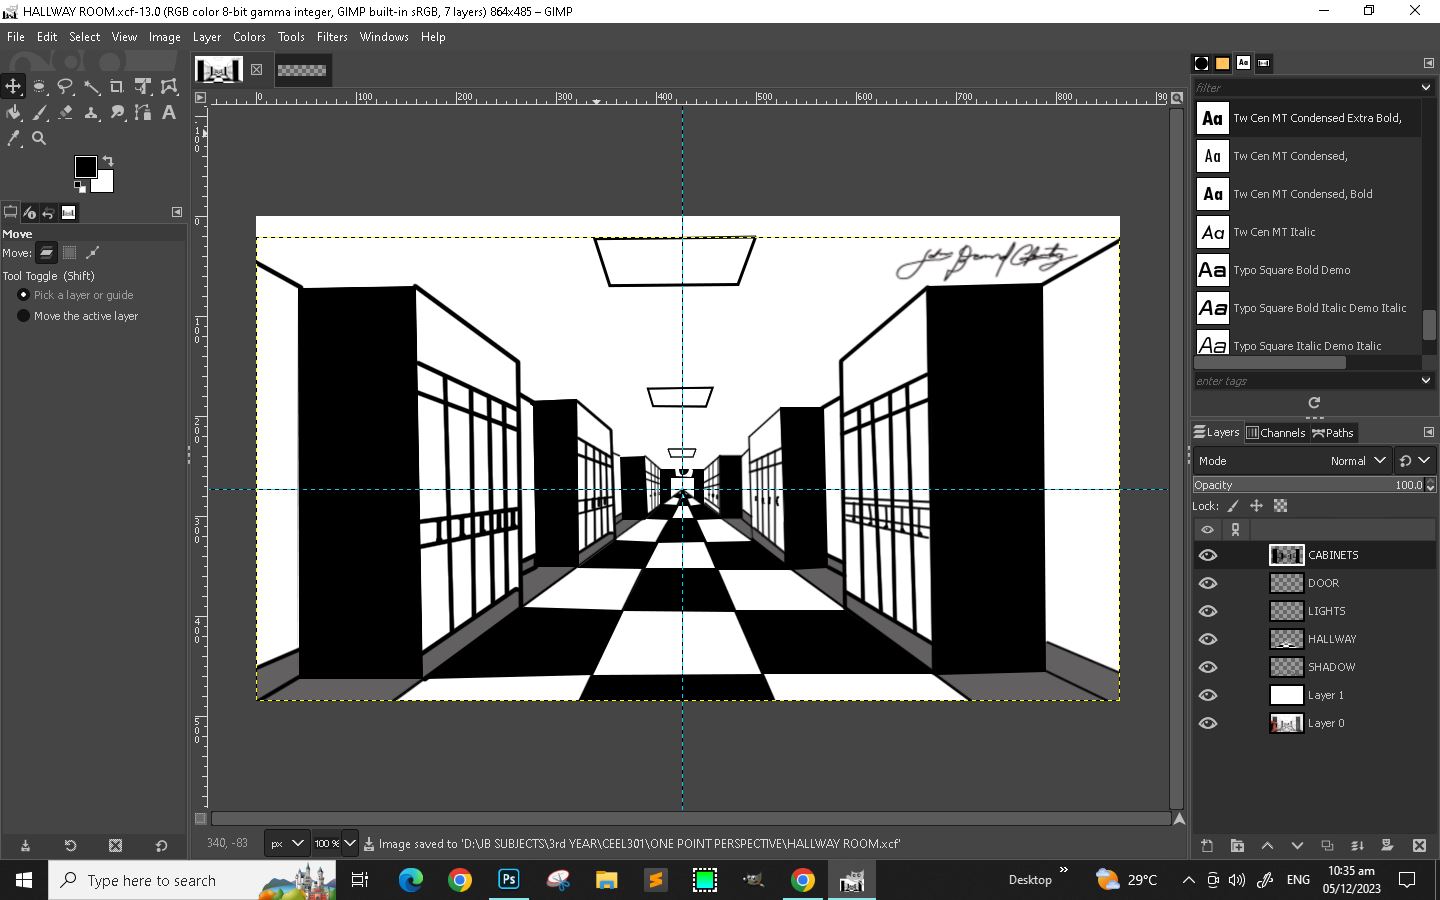 HALLWAY ROOM.xcf-13.0 (RGB color 8-bit gamma integer, GIMP built-in sRGB, 7 layers) 864x485 – GIMP
File Edit Select View Image Layer Colors Tools Filters Windows Help
0 100 200 300 400 500 600 700 800 90
filter
Tw Cen MT Condensed Extra Bold,
Tw Cen MT Condensed,
Tw Cen MT Condensed, Bold
Tw Cen MT Italic
Typo Square Bold Demo
Typo Square Bold Italic Demo Italic
Typo Square Italic Demo Italic
enter tags
Move
Move:
Tool Toggle (Shift)
Pick a layer or guide
Move the active layer
Layers Channels Paths
Mode Normal
Opacity 100.0
Lock:
CABINETS
DOOR
LIGHTS
HALLWAY
SHADOW
Layer 1
Layer 0
340, -83 px 100 % Image saved to 'D:\JB SUBJECTS\3rd YEAR\CEEL301\ONE POINT PERSPECTIVE\HALLWAY ROOM.xcf'
Type here to search
Desktop 29°C ENG 10:35 am
05/12/2023